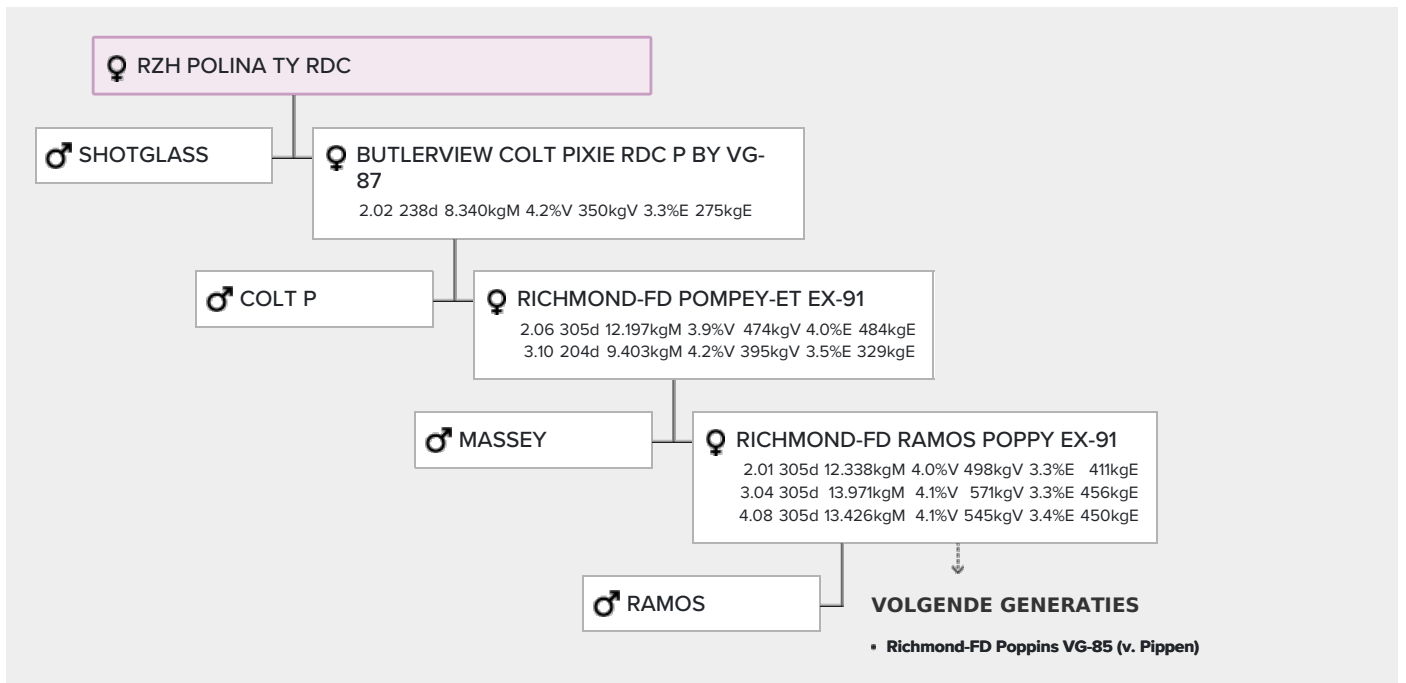 RZH POLINA TY RDC
SHOTGLASS
BUTLERVIEW COLT PIXIE RDC P BY VG-
87
2.02 238d 8.340kgM 4.2%V 350kgV 3.3%E 275kgE
COLT P
RICHMOND-FD POMPEY-ET EX-91
2.06 305d 12.197kgM 3.9%V 474kgV 4.0%E 484kgE
3.10 204d 9.403kgM 4.2%V 395kgV 3.5%E 329kgE
MASSEY
RICHMOND-FD RAMOS POPPY EX-91
2.01 305d 12.338kgM 4.0%V 498kgV 3.3%E 411kgE
3.04 305d 13.971kgM 4.1%V 571kgV 3.3%E 456kgE
4.08 305d 13.426kgM 4.1%V 545kgV 3.4%E 450kgE
RAMOS
VOLGENDE GENERATIES
• Richmond-FD Poppins VG-85 (v. Pippen)